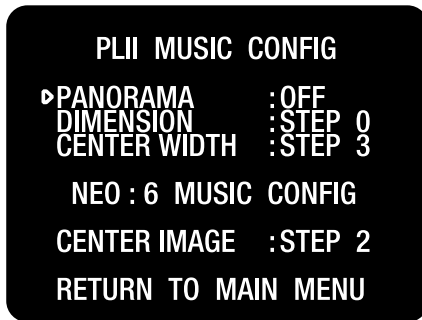 PLII MUSIC CONFIG
PANORAMA :OFF
DIMENSION :STEP 0
CENTER WIDTH :STEP 3
NEO : 6 MUSIC CONFIG
CENTER IMAGE :STEP 2
RETURN TO MAIN MENU